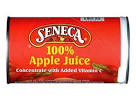 SENECA
100%
Apple Juice
Concentrate with Added Vitamin C